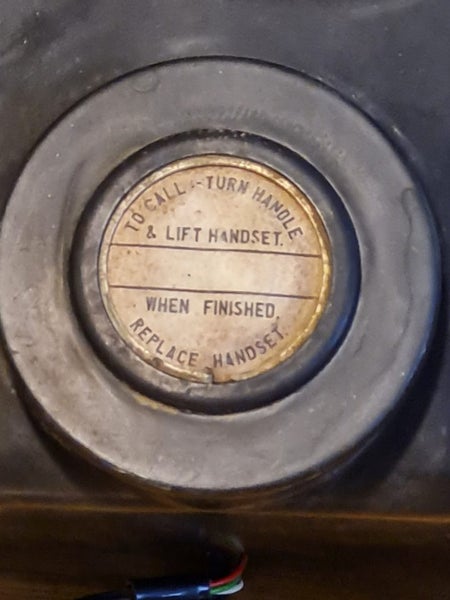 TO CALL:-TURN HANDLE
& LIFT HANDSET.
WHEN FINISHED,
REPLACE HANDSET.